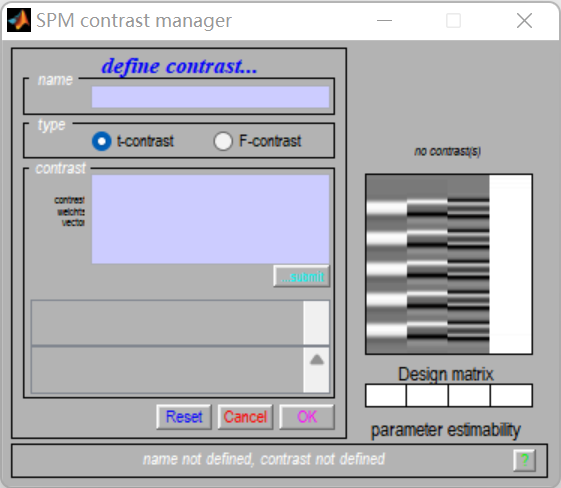 SPM contrast manager
define contrast...
name
type
t-contrast
F-contrast
contrast
contrast
weights
vector
...submit
Reset
Cancel
OK
no contrast(s)
Design matrix
parameter estimability
name not defined, contrast not defined
?